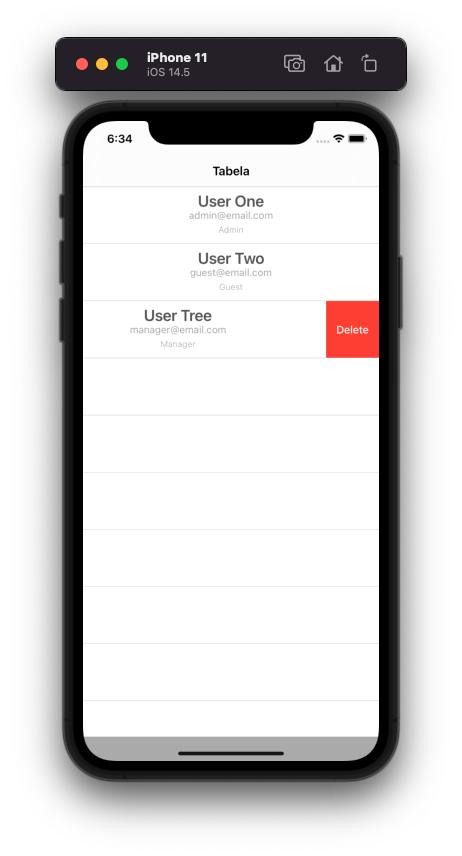 iPhone 11
iOS 14.5
6:34
Tabela
User One
admin@email.com
Admin
User Two
guest@email.com
Guest
User Tree
manager@email.com
Manager
Delete